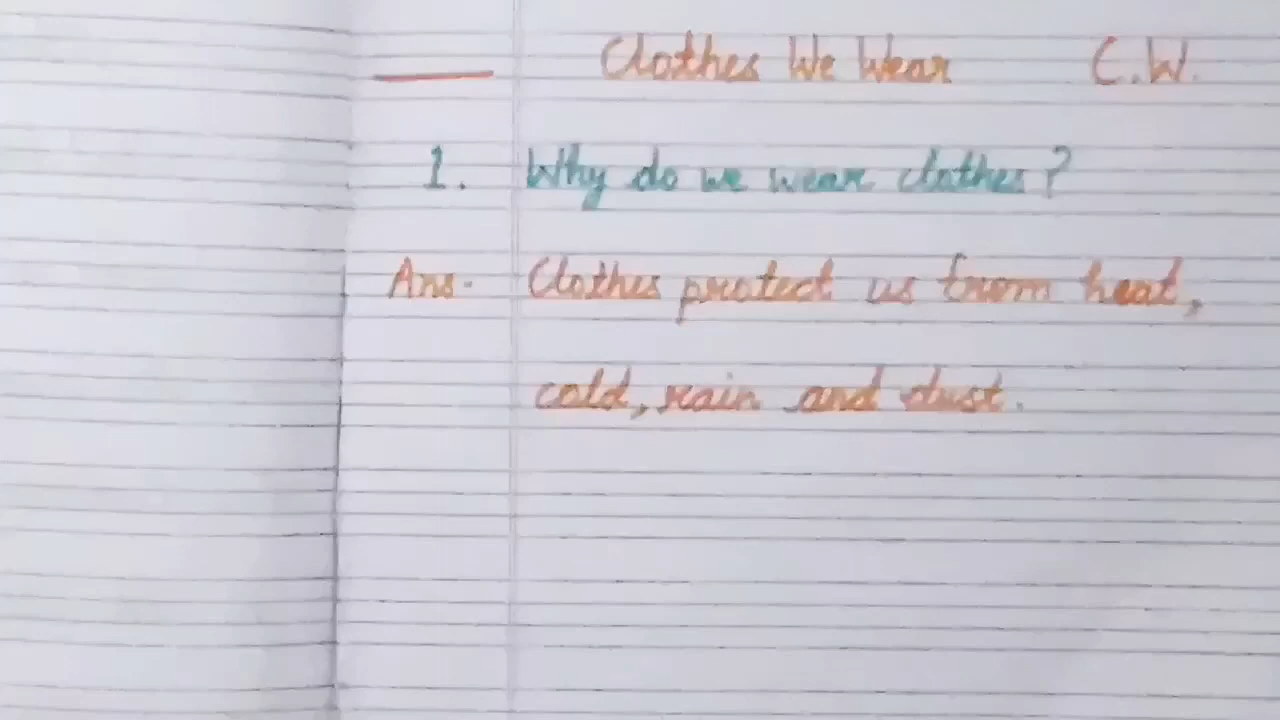 Clothes We Wear C.W.
1. Why do we wear clothes?
Ans. Clothes protect us from heat,
cold, rain and dust.